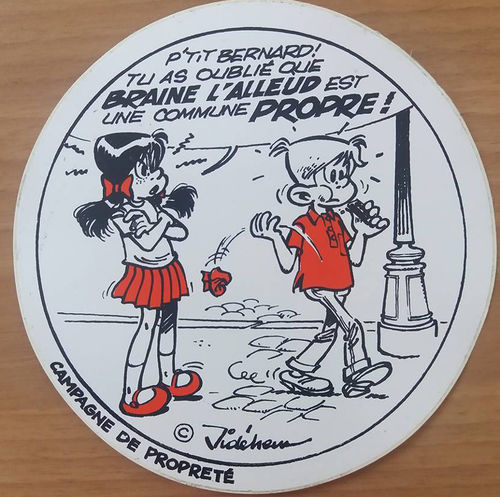 P'TIT BERNARD!
TU AS OUBLIÉ QUE
BRAINE L'ALLEUD EST
UNE COMMUNE PROPRE!
© Jidéhem
CAMPAGNE DE PROPRETÉ